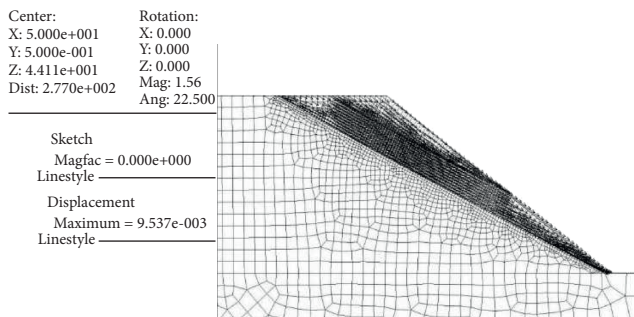 Center:
X: 5.000e+001
Y: 5.000e-001
Z: 4.411e+001
Dist: 2.770e+002
Rotation:
X: 0.000
Y: 0.000
Z: 0.000
Mag: 1.56
Ang: 22.500
Sketch
Magfac = 0.000e+000
Linestyle
Displacement
Maximum = 9.537e-003
Linestyle